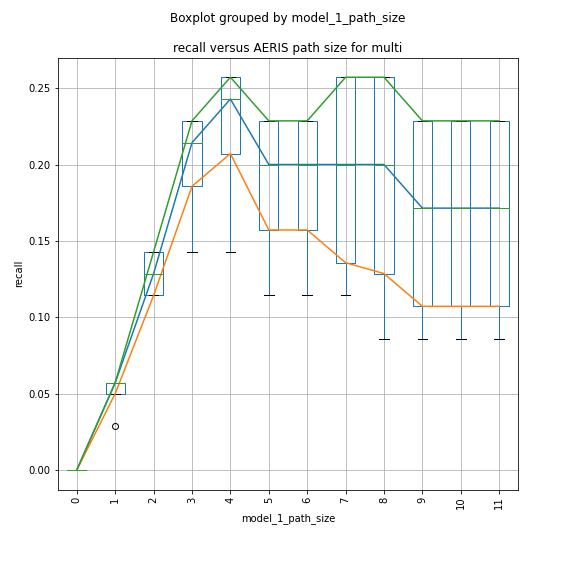 Boxplot grouped by model_1_path_size
recall versus AERIS path size for multi
0.25
0.20
0.15
0.10
0.05
0.00
recall
0 1 2 3 4 5 6 7 8 9 10 11
model_1_path_size